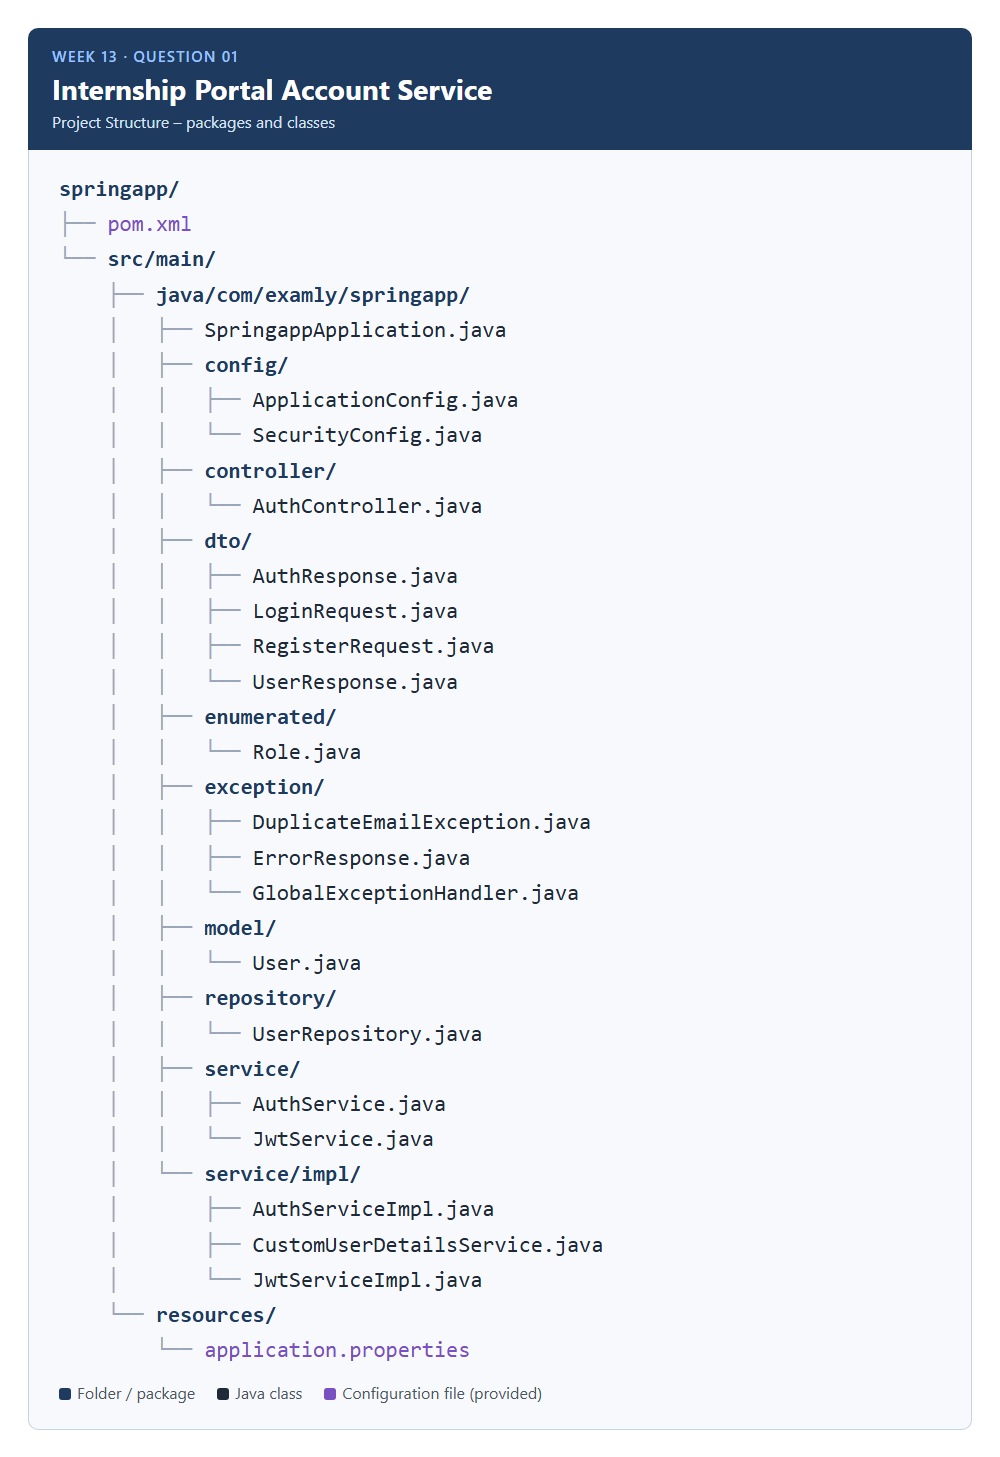 WEEK 13 · QUESTION 01
Internship Portal Account Service
Project Structure – packages and classes
springapp/
├── pom.xml
└── src/main/
    ├── java/com/examly/springapp/
    │   ├── SpringappApplication.java
    │   ├── config/
    │   │   ├── ApplicationConfig.java
    │   │   └── SecurityConfig.java
    │   ├── controller/
    │   │   └── AuthController.java
    │   ├── dto/
    │   │   ├── AuthResponse.java
    │   │   ├── LoginRequest.java
    │   │   ├── RegisterRequest.java
    │   │   └── UserResponse.java
    │   ├── enumerated/
    │   │   └── Role.java
    │   ├── exception/
    │   │   ├── DuplicateEmailException.java
    │   │   ├── ErrorResponse.java
    │   │   └── GlobalExceptionHandler.java
    │   ├── model/
    │   │   └── User.java
    │   ├── repository/
    │   │   └── UserRepository.java
    │   ├── service/
    │   │   ├── AuthService.java
    │   │   └── JwtService.java
    │   └── service/impl/
    │       ├── AuthServiceImpl.java
    │       ├── CustomUserDetailsService.java
    │       └── JwtServiceImpl.java
    └── resources/
        └── application.properties
Folder / package Java class Configuration file (provided)